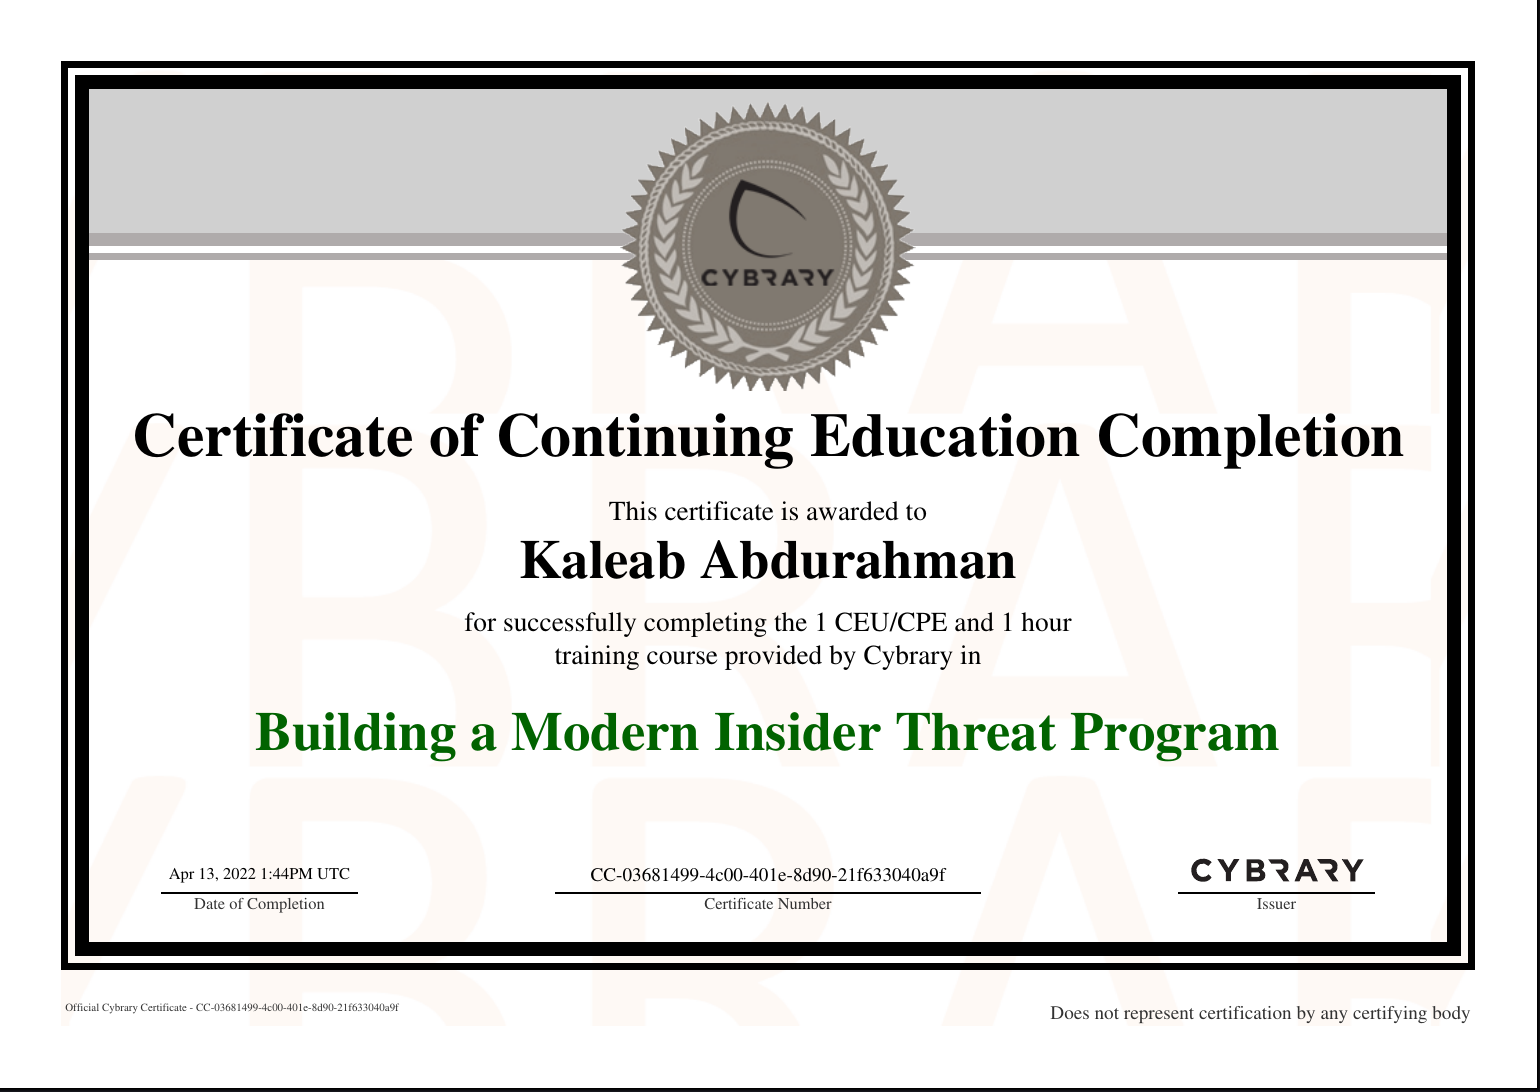 CYBRARY
Certificate of Continuing Education Completion
This certificate is awarded to
Kaleab Abdurahman
for successfully completing the 1 CEU/CPE and 1 hour
training course provided by Cybrary in
Building a Modern Insider Threat Program
Apr 13, 2022 1:44PM UTC
Date of Completion
CC-03681499-4c00-401e-8d90-21f633040a9f
Certificate Number
CYBRARY
Issuer
Official Cybrary Certificate - CC-03681499-4c00-401e-8d90-21f633040a9f
Does not represent certification by any certifying body